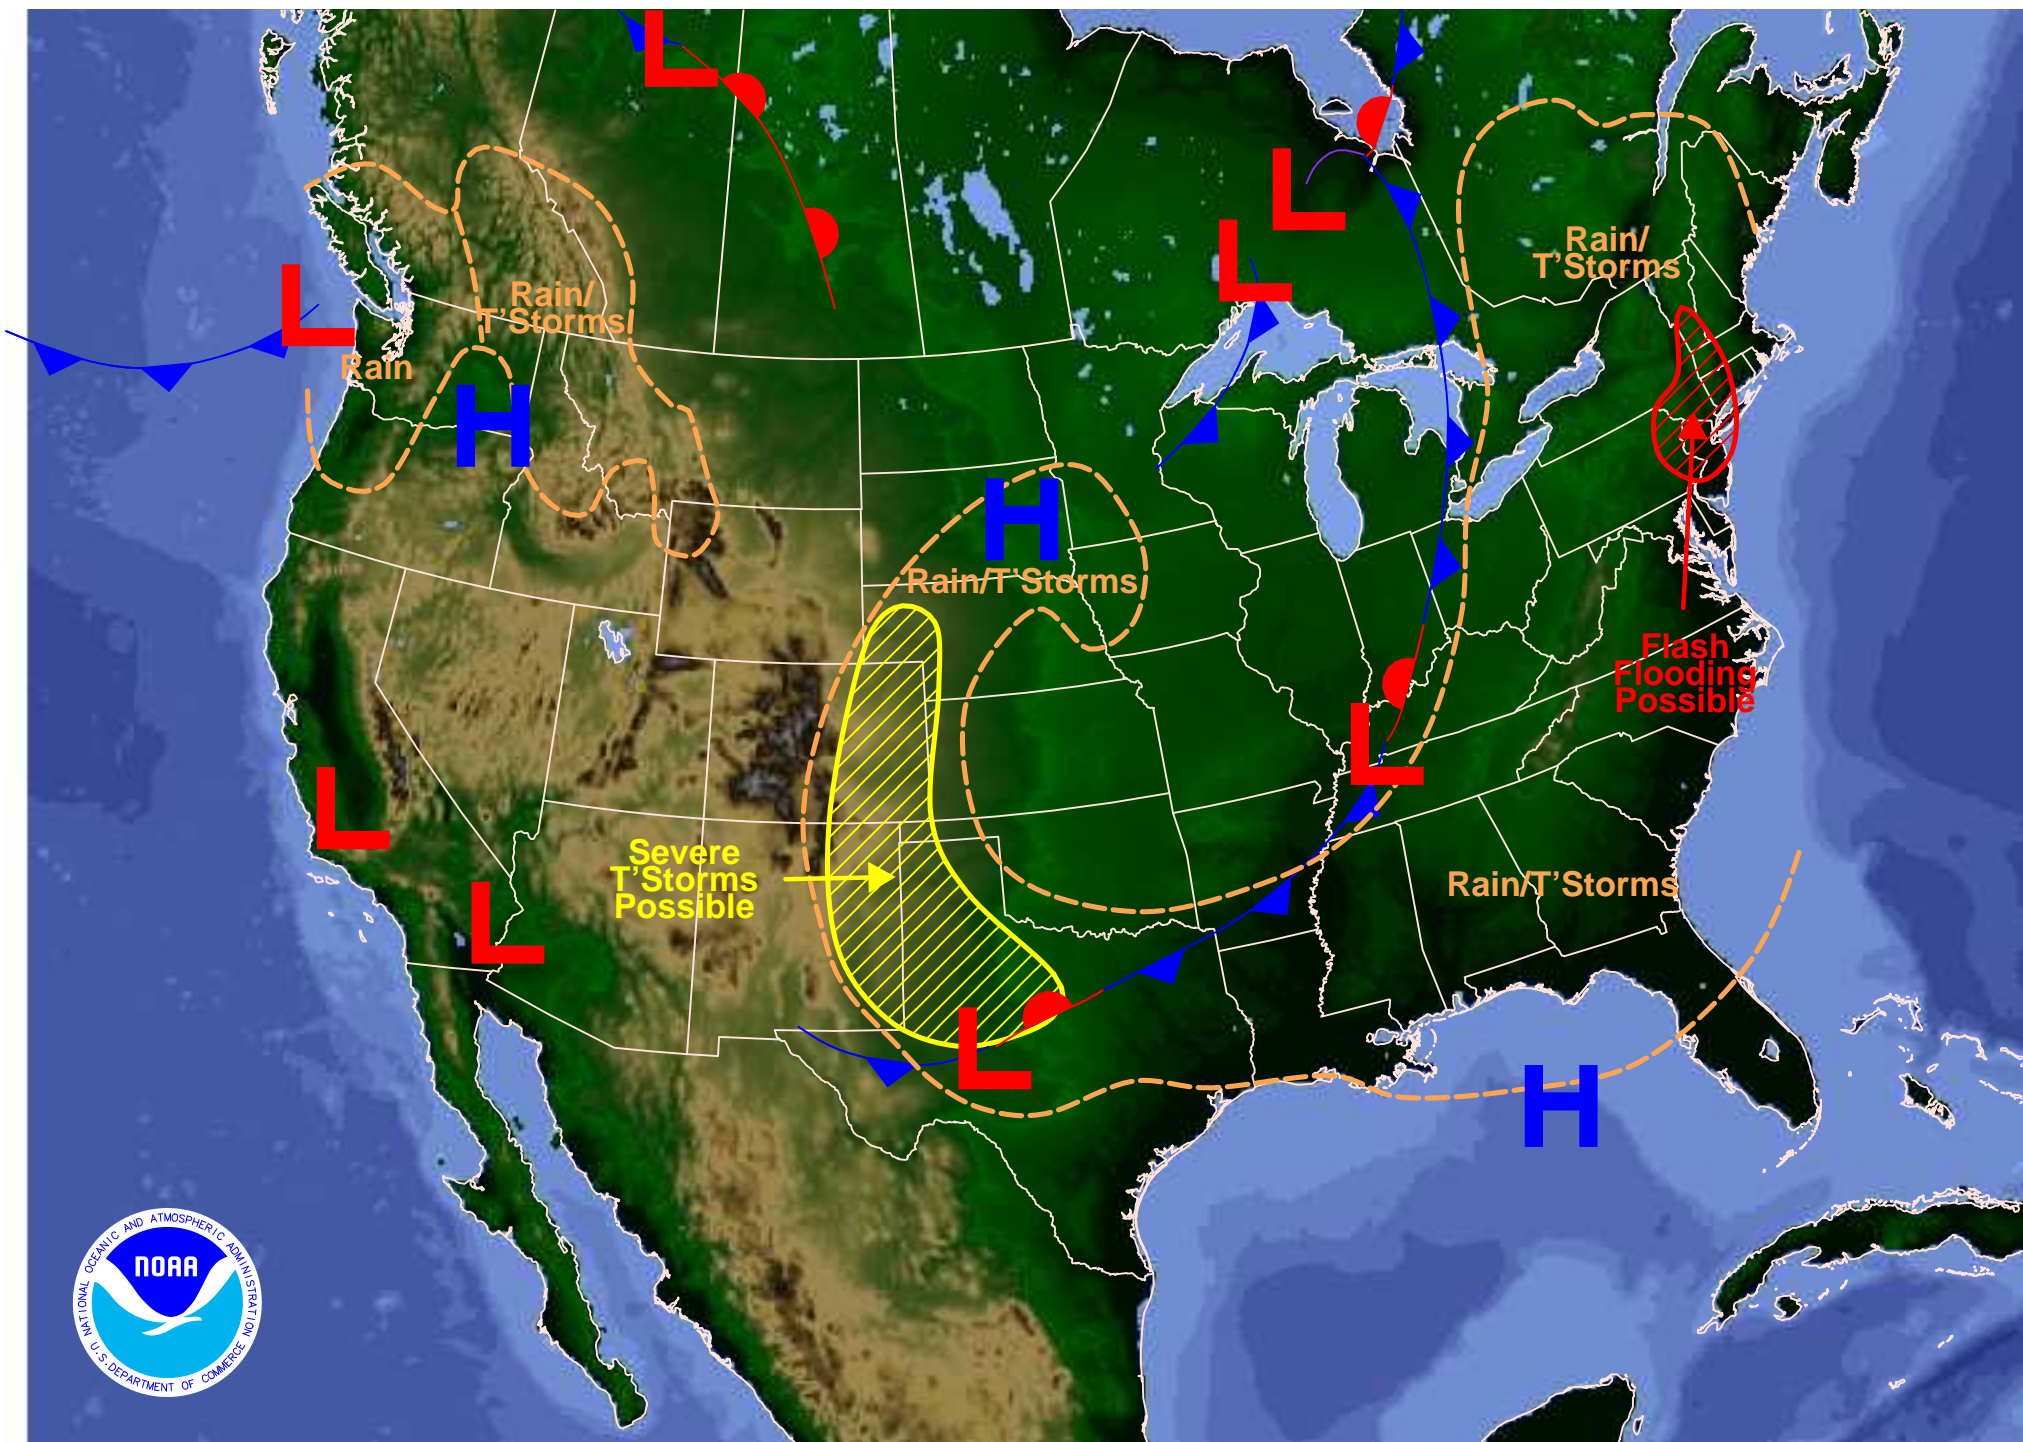 L
L
Rain/
T'Storms
L
L
Rain/
T'Storms
L
Rain
H
H
Rain/T'Storms
Flash
Flooding
Possible
L
L
Severe
T'Storms
Possible
Rain/T'Storms
L
L
H
NATIONAL OCEANIC AND ATMOSPHERIC ADMINISTRATION
NOAA
U.S. DEPARTMENT OF COMMERCE